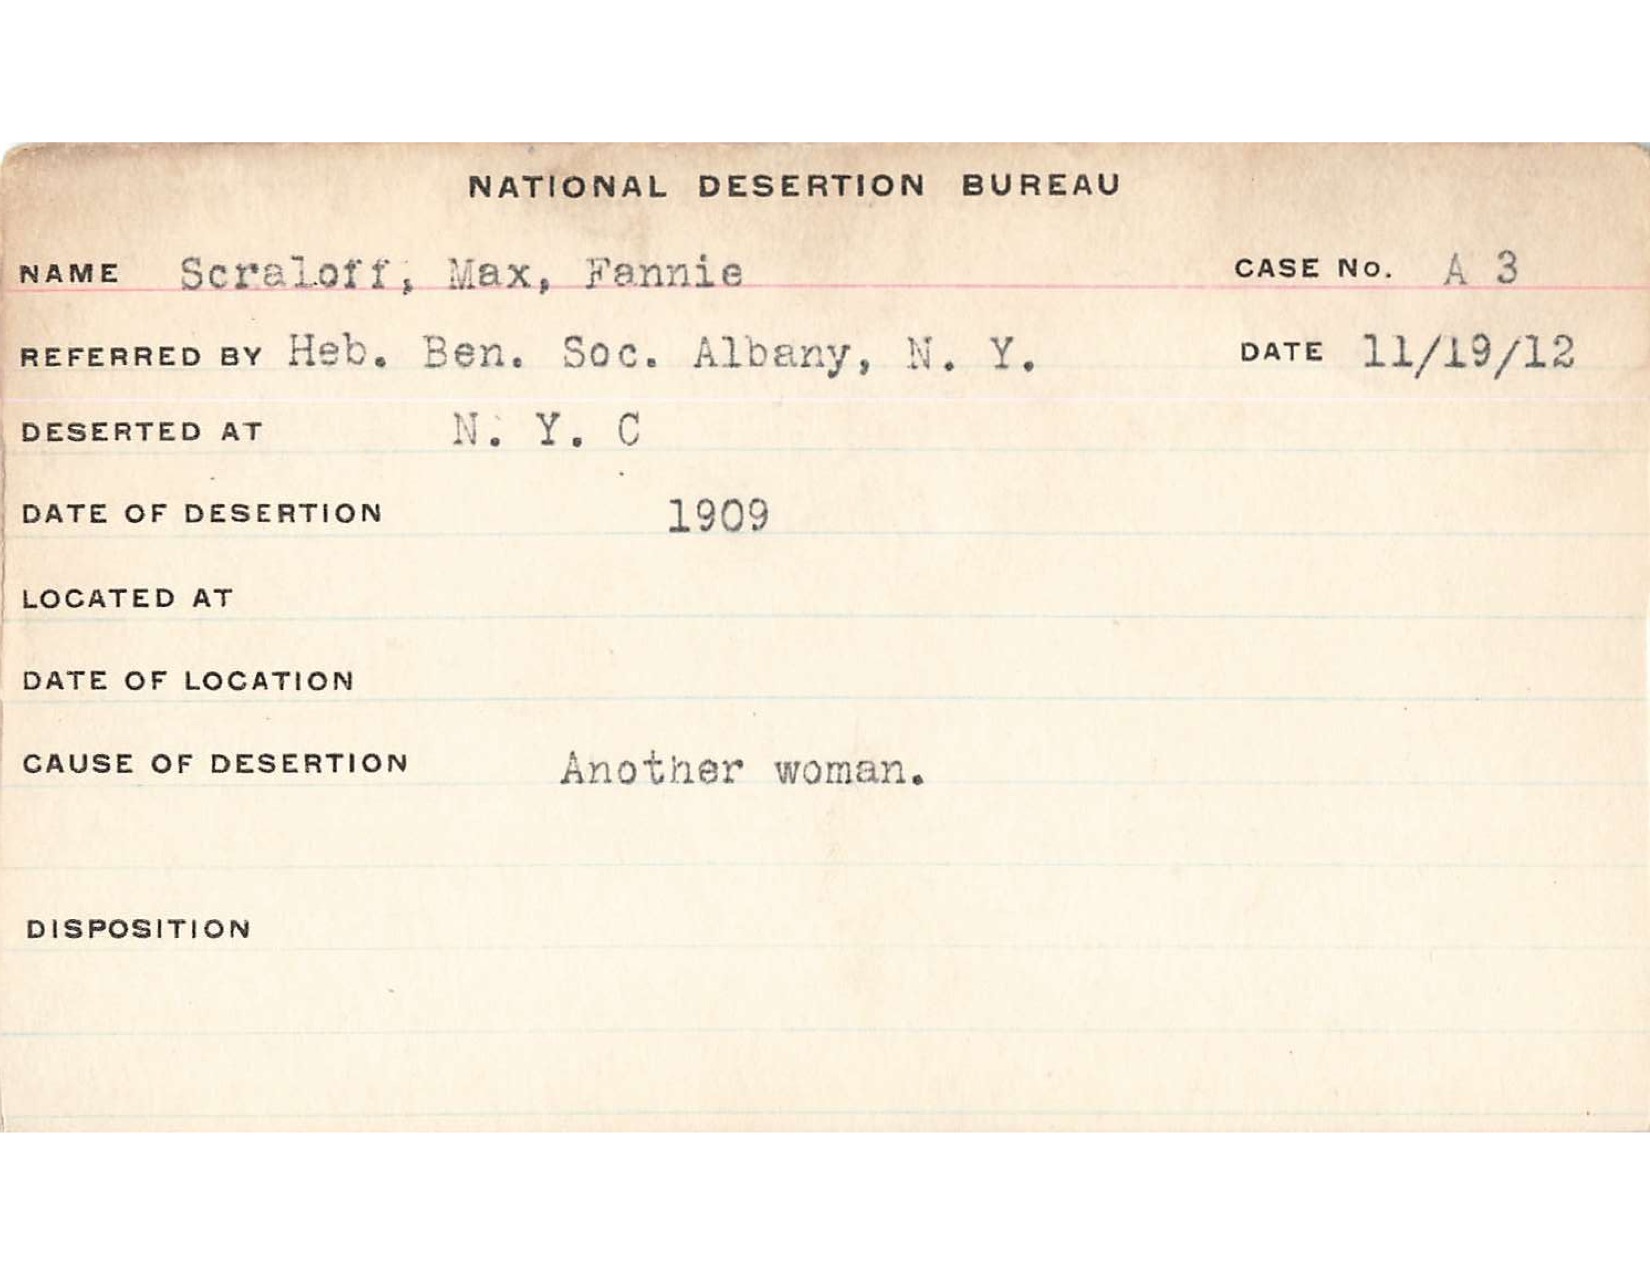 NATIONAL DESERTION BUREAU
NAME Scraloff, Max, Fannie CASE No. A 3
REFERRED BY Heb. Ben. Soc. Albany, N. Y. DATE 11/19/12
DESERTED AT N. Y. C
DATE OF DESERTION 1909
LOCATED AT
DATE OF LOCATION
CAUSE OF DESERTION Another woman.
DISPOSITION